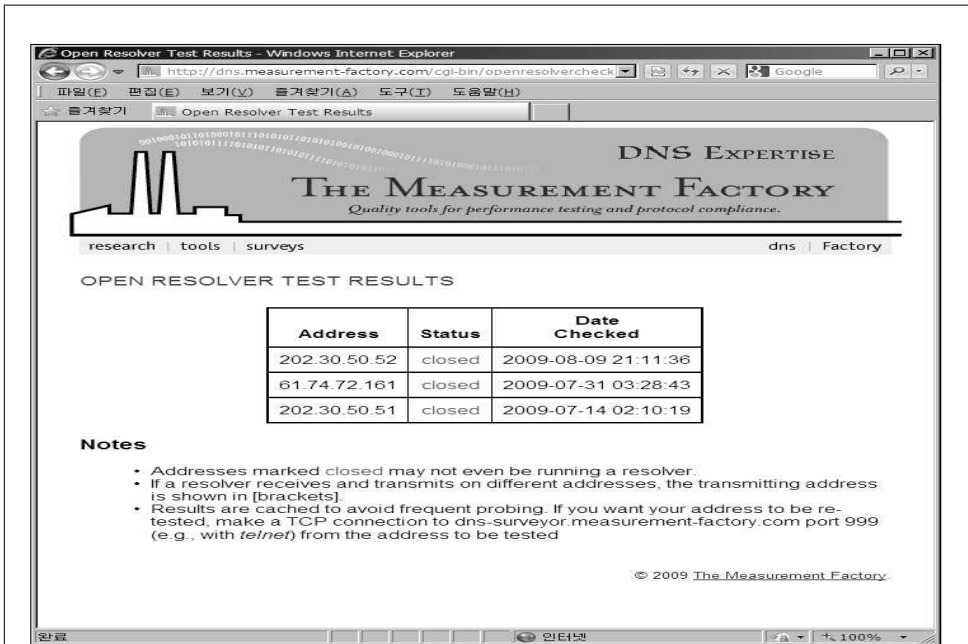 Open Resolver Test Results - Windows Internet Explorer
http://dns.measurement-factory.com/cgi-bin/openresolvercheck
Google
파일(F) 편집(E) 보기(V) 즐겨찾기(A) 도구(T) 도움말(H)
즐겨찾기 Open Resolver Test Results
DNS EXPERTISE
THE MEASUREMENT FACTORY
Quality tools for performance testing and protocol compliance.
research | tools | surveys dns | Factory
OPEN RESOLVER TEST RESULTS
Address Status Date Checked
202.30.50.52 closed 2009-08-09 21:11:36
61.74.72.161 closed 2009-07-31 03:28:43
202.30.50.51 closed 2009-07-14 02:10:19
Notes
• Addresses marked closed may not even be running a resolver.
• If a resolver receives and transmits on different addresses, the transmitting address
is shown in [brackets].
• Results are cached to avoid frequent probing. If you want your address to be re-
tested, make a TCP connection to dns-surveyor.measurement-factory.com port 999
(e.g., with telnet) from the address to be tested
© 2009 The Measurement Factory.
완료 인터넷 100%